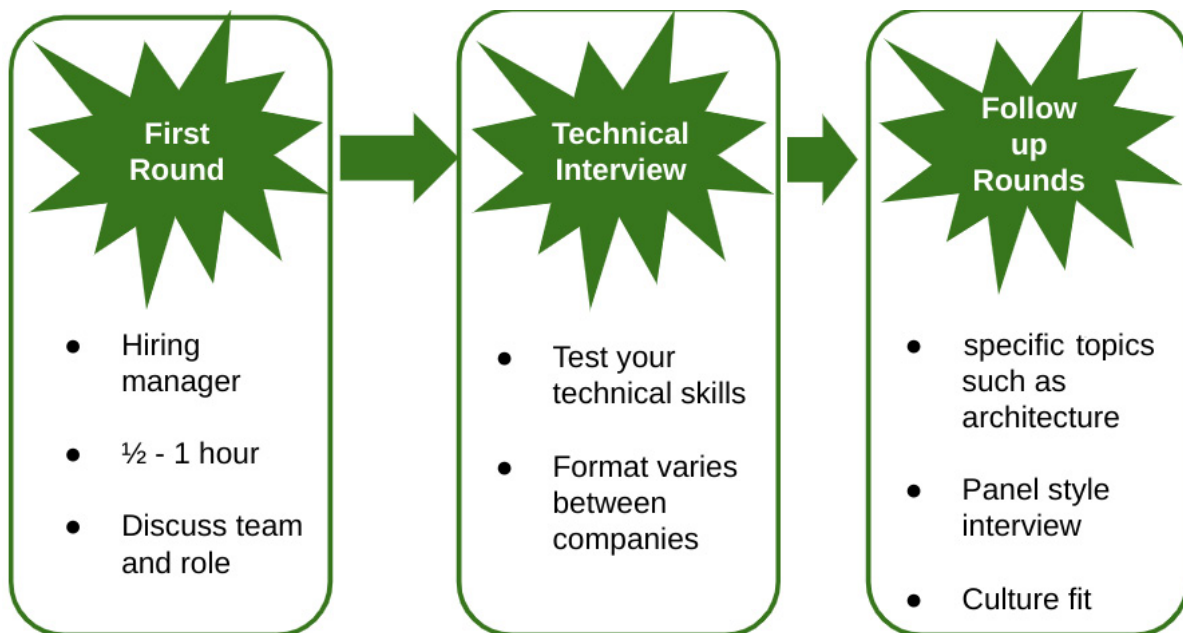 First
Round
● Hiring
manager
● ½ - 1 hour
● Discuss team
and role
Technical
Interview
● Test your
technical skills
● Format varies
between
companies
Follow
up
Rounds
● specific topics
such as
architecture
● Panel style
interview
● Culture fit